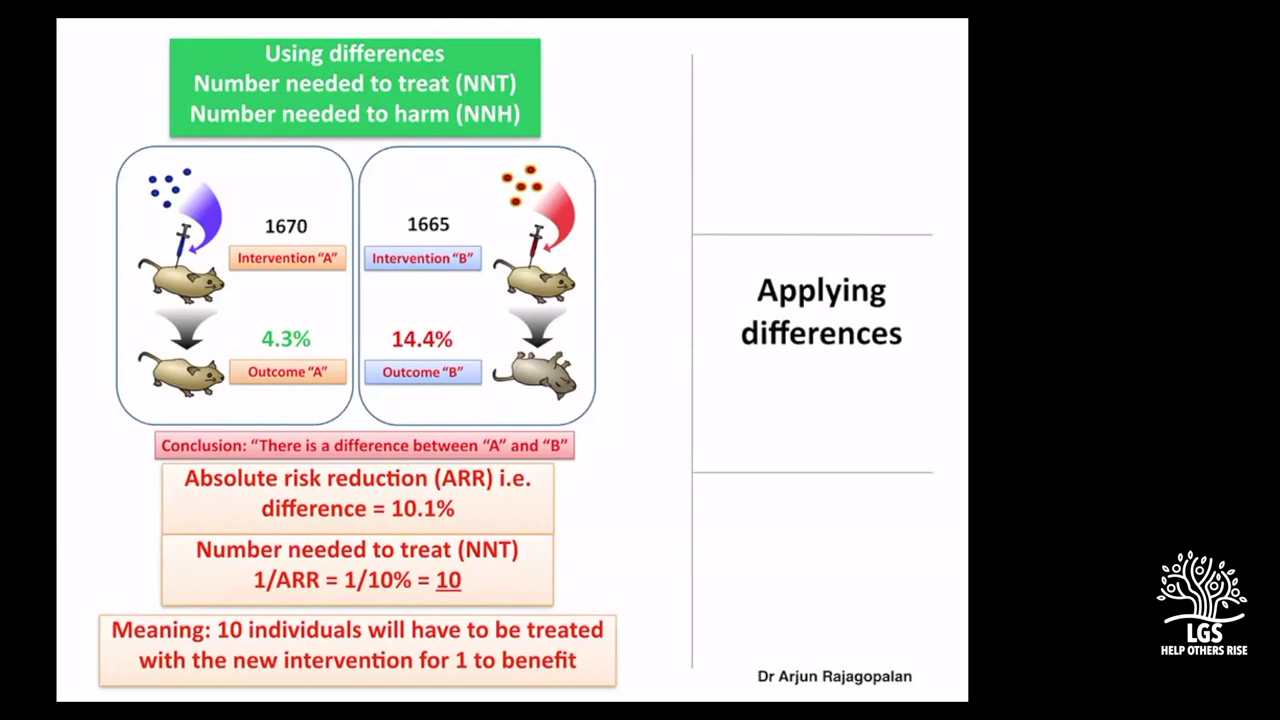 Using differences
Number needed to treat (NNT)
Number needed to harm (NNH)
1670
Intervention "A"
4.3%
Outcome "A"
1665
Intervention "B"
14.4%
Outcome "B"
Conclusion: "There is a difference between "A" and "B"
Absolute risk reduction (ARR) i.e.
difference = 10.1%
Number needed to treat (NNT)
1/ARR = 1/10% = 10
Meaning: 10 individuals will have to be treated
with the new intervention for 1 to benefit
Applying
differences
Dr Arjun Rajagopalan
LGS
HELP OTHERS RISE